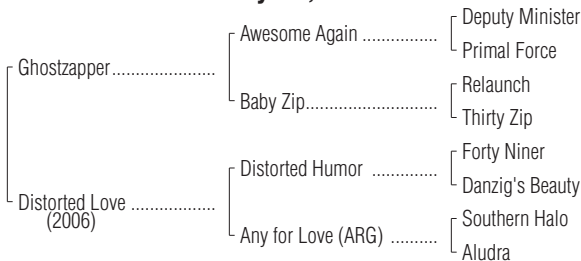 Deputy Minister
Awesome Again ................
Primal Force
Ghostzapper......................
Relaunch
Baby Zip............................
Thirty Zip
Forty Niner
Distorted Humor ..............
Danzig's Beauty
Distorted Love ..................
(2006)
Southern Halo
Any for Love (ARG) ..........
Aludra